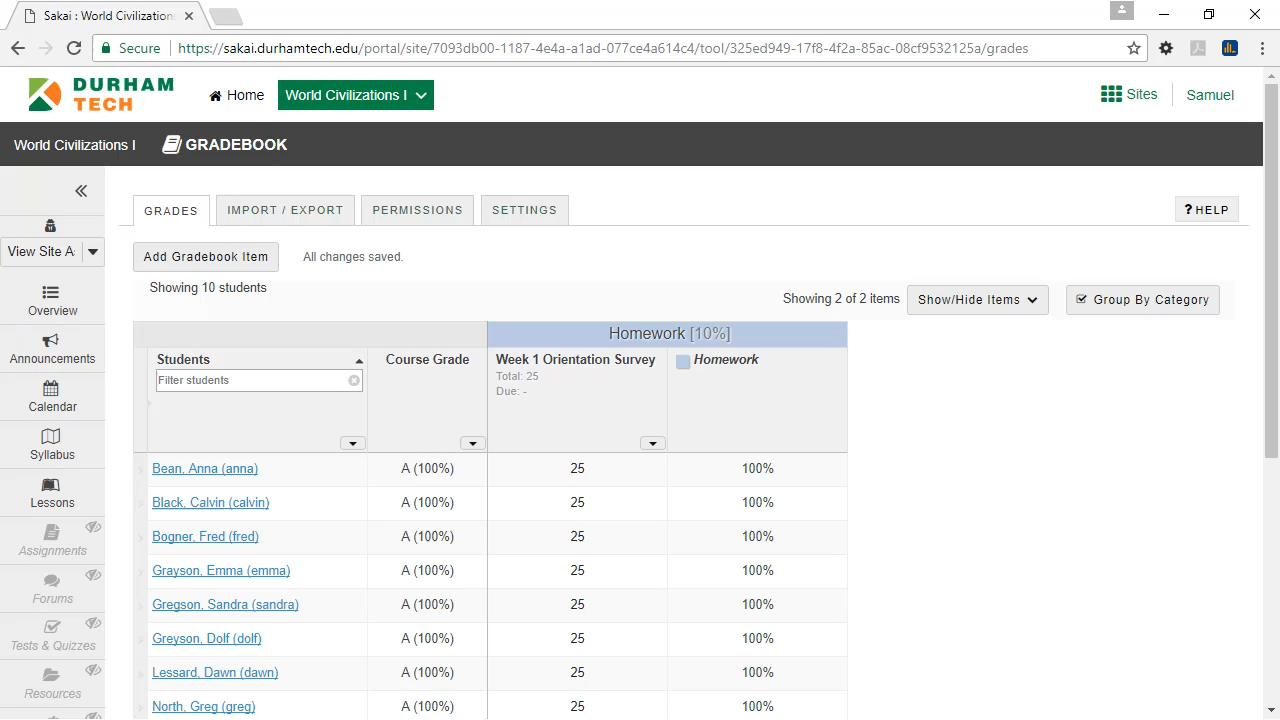 Sakai : World Civilization
Secure https://sakai.durhamtech.edu/portal/site/7093db00-1187-4e4a-a1ad-077ce4a614c4/tool/323ed949-17f8-4f2a-85ac-08cf9532125a/grades
DURHAM TECH
Home
World Civilizations I
Sites
Samuel
World Civilizations I
GRADEBOOK
GRADES
IMPORT / EXPORT
PERMISSIONS
SETTINGS
? HELP
View Site A
Overview
Announcements
Calendar
Syllabus
Lessons
Assignments
Forums
Tests & Quizzes
Resources
Add Gradebook Item
All changes saved.
Showing 10 students
Showing 2 of 2 items
Show/Hide Items
Group By Category
Homework [10%]
Students
Filter students
Course Grade
Week 1 Orientation Survey
Total: 25
Due: -
Homework
Bean, Anna (anna) A (100%) 25 100%
Black, Calvin (calvin) A (100%) 25 100%
Bogner, Fred (fred) A (100%) 25 100%
Grayson, Emma (emma) A (100%) 25 100%
Gregson, Sandra (sandra) A (100%) 25 100%
Greyson, Dolf (dolf) A (100%) 25 100%
Lessard, Dawn (dawn) A (100%) 25 100%
North, Greg (greg) A (100%) 25 100%